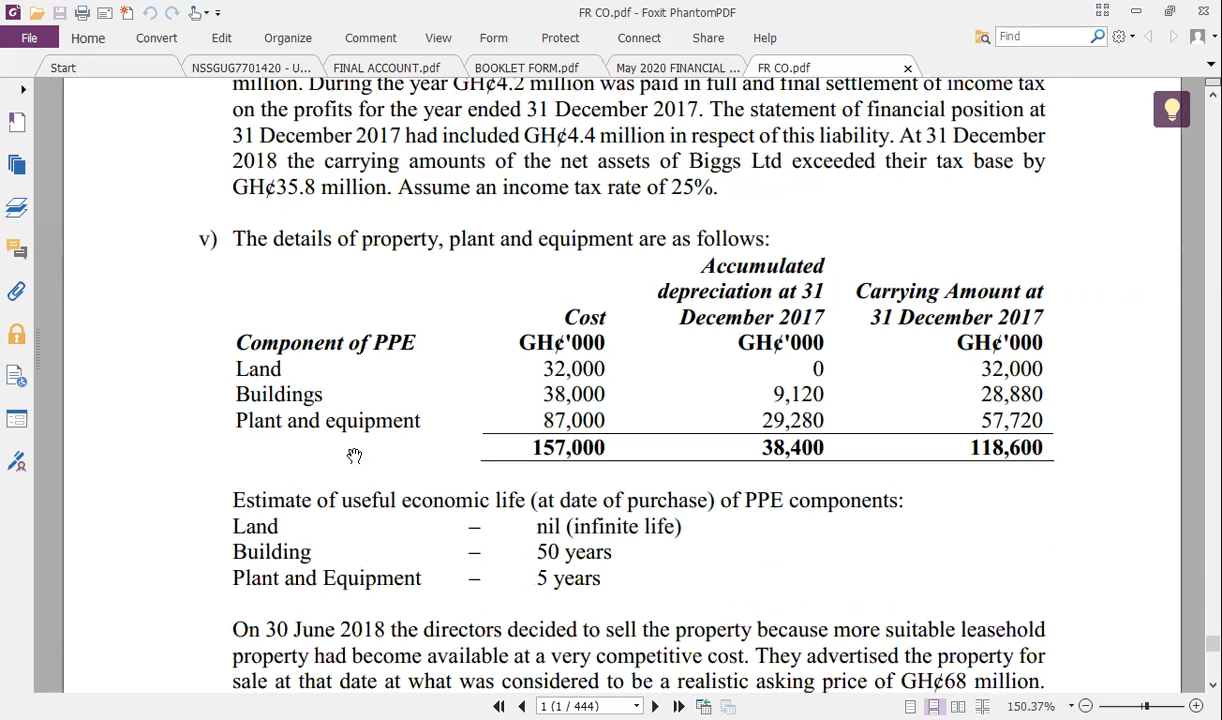 FR CO.pdf - Foxit PhantomPDF
File Home Convert Edit Organize Comment View Form Protect Connect Share Help Find
Start NSSGUG7701420 - U... FINAL ACCOUNT.pdf BOOKLET FORM.pdf May 2020 FINANCIAL ... FR CO.pdf
million. During the year GH¢4.2 million was paid in full and final settlement of income tax
on the profits for the year ended 31 December 2017. The statement of financial position at
31 December 2017 had included GH¢4.4 million in respect of this liability. At 31 December
2018 the carrying amounts of the net assets of Biggs Ltd exceeded their tax base by
GH¢35.8 million. Assume an income tax rate of 25%.
v) The details of property, plant and equipment are as follows:
Accumulated
depreciation at 31 Carrying Amount at
Cost December 2017 31 December 2017
Component of PPE GH¢'000 GH¢'000 GH¢'000
Land 32,000 0 32,000
Buildings 38,000 9,120 28,880
Plant and equipment 87,000 29,280 57,720
157,000 38,400 118,600
Estimate of useful economic life (at date of purchase) of PPE components:
Land – nil (infinite life)
Building – 50 years
Plant and Equipment – 5 years
On 30 June 2018 the directors decided to sell the property because more suitable leasehold
property had become available at a very competitive cost. They advertised the property for
sale at that date at what was considered to be a realistic asking price of GH¢68 million.
1 (1 / 444) 150.37%